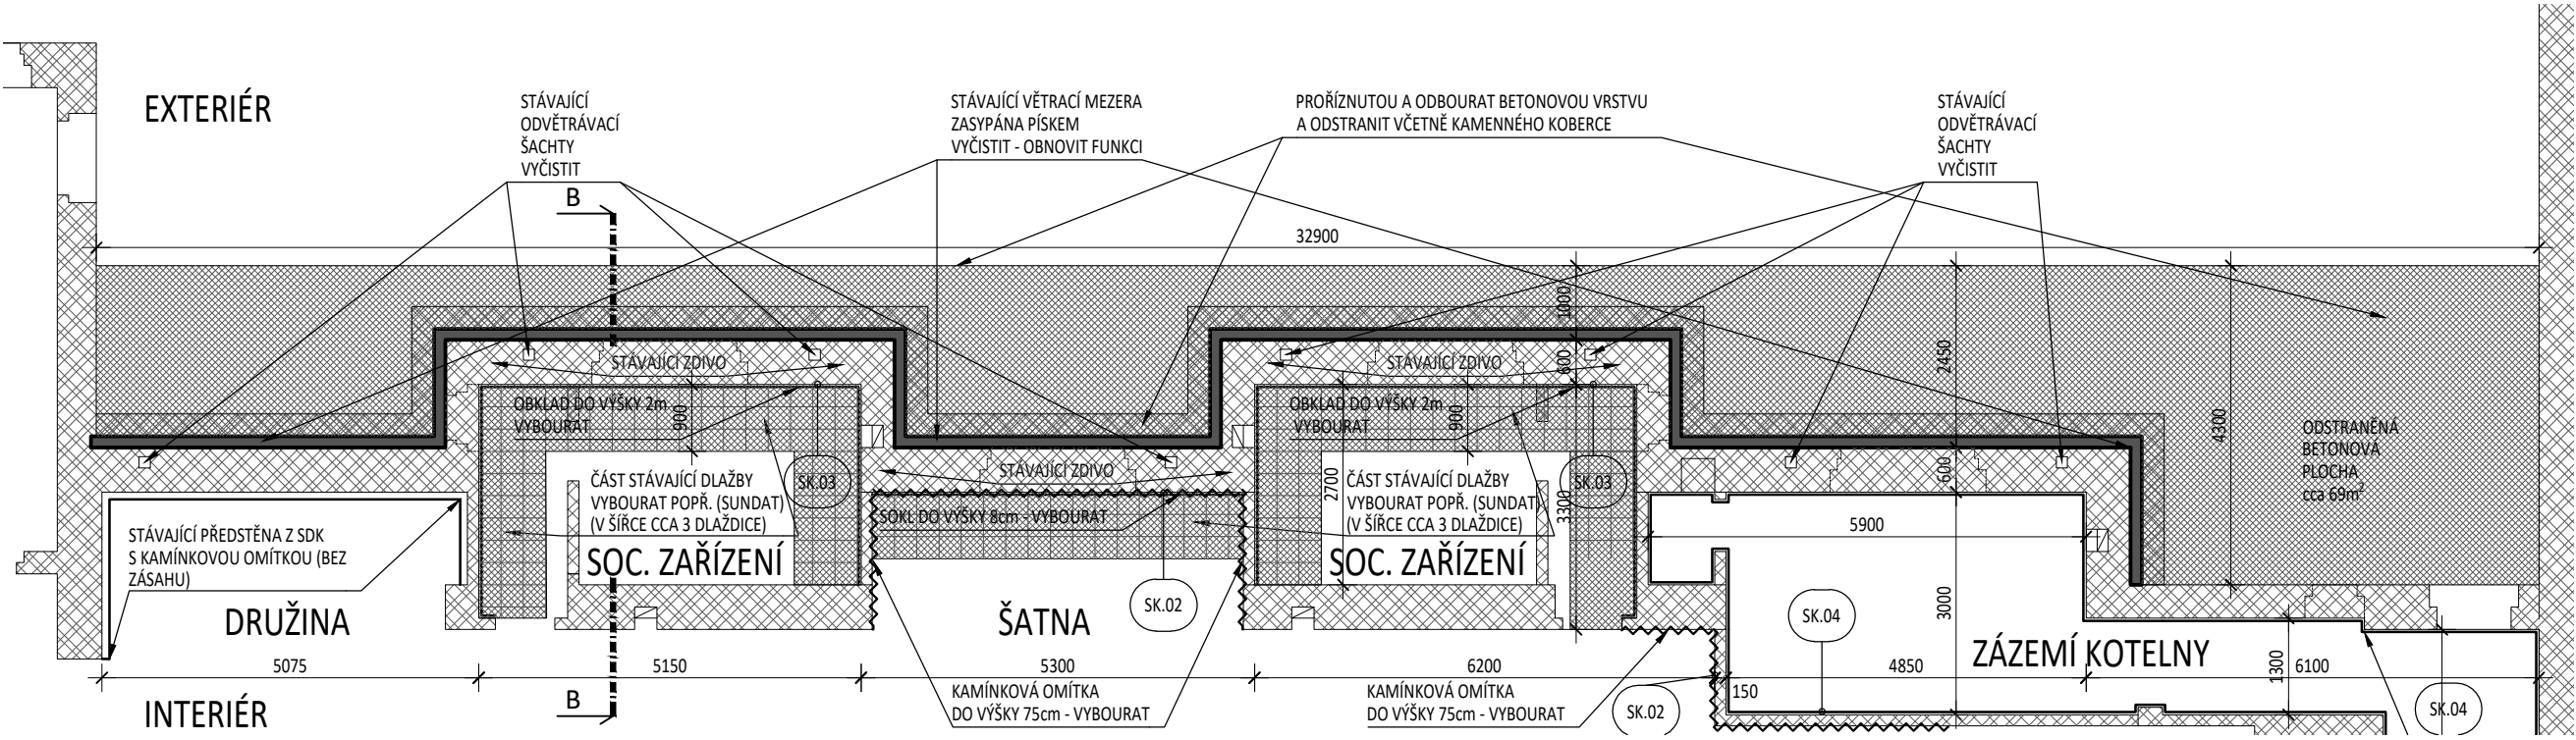 EXTERIÉR
STÁVAJÍCÍ
ODVĚTRÁVACÍ
ŠACHTY
VYČISTIT
STÁVAJÍCÍ VĚTRACÍ MEZERA
ZASYPÁNA PÍSKEM
VYČISTIT - OBNOVIT FUNKCI
PROŘÍZNUTOU A ODBOURAT BETONOVOU VRSTVU
A ODSTRANIT VČETNĚ KAMENNÉHO KOBERCE
STÁVAJÍCÍ
ODVĚTRÁVACÍ
ŠACHTY
VYČISTIT
B
32900
1000
2450
4300
600
STÁVAJÍCÍ ZDIVO
STÁVAJÍCÍ ZDIVO
OBKLAD DO VÝŠKY 2m
VYBOURAT
900
OBKLAD DO VÝŠKY 2m
VYBOURAT
900
ODSTRANĚNÁ
BETONOVÁ
PLOCHA
cca 69m²
STÁVAJÍCÍ ZDIVO
600
ČÁST STÁVAJÍCÍ DLAŽBY
VYBOURAT POPŘ. (SUNDAT)
(V ŠÍŘCE CCA 3 DLAŽDICE)
SK.03
2700
ČÁST STÁVAJÍCÍ DLAŽBY
VYBOURAT POPŘ. (SUNDAT)
(V ŠÍŘCE CCA 3 DLAŽDICE)
SK.03
3300
SOKL DO VÝŠKY 8cm - VYBOURAT
5900
STÁVAJÍCÍ PŘEDSTĚNA Z SDK
S KAMÍNKOVOU OMÍTKOU (BEZ
ZÁSAHU)
SOC. ZAŘÍZENÍ
SOC. ZAŘÍZENÍ
SK.02
3000
SK.04
DRUŽINA
ŠATNA
ZÁZEMÍ KOTELNY
5075
5150
5300
6200
150
4850
1300
6100
INTERIÉR
B
KAMÍNKOVÁ OMÍTKA
DO VÝŠKY 75cm - VYBOURAT
KAMÍNKOVÁ OMÍTKA
DO VÝŠKY 75cm - VYBOURAT
SK.02
SK.04